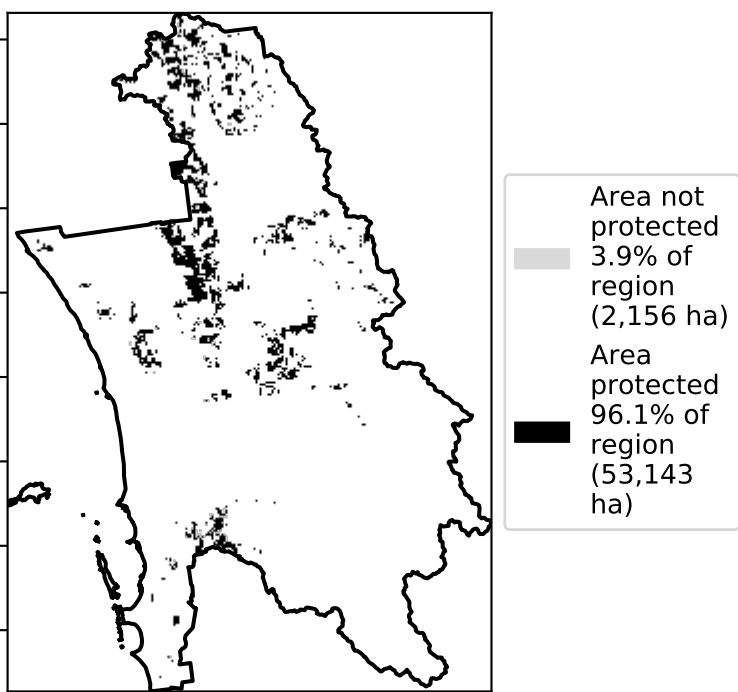 Area not
protected
3.9% of
region
(2,156 ha)
Area
protected
96.1% of
region
(53,143
ha)